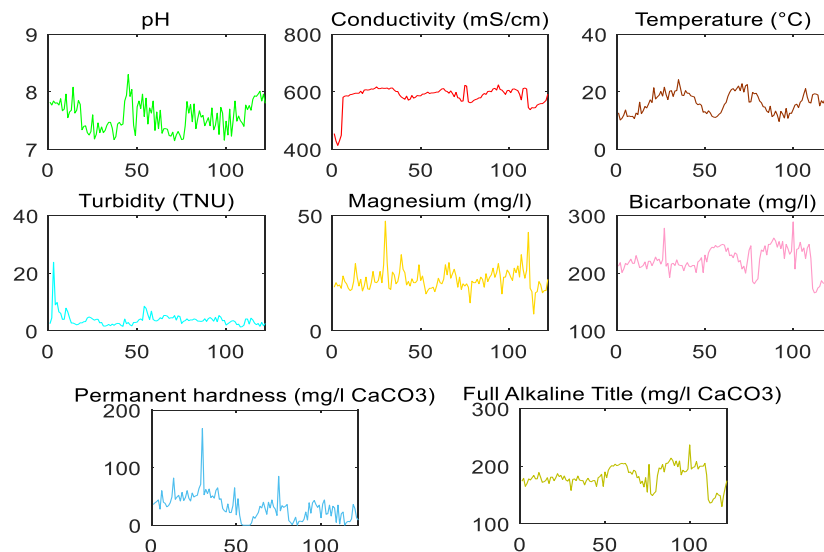 pH Conductivity (mS/cm) Temperature (°C)
9 800 40
8 600 20
7 400 0
0 50 100 0 50 100 0 50 100
Turbidity (TNU) Magnesium (mg/l) Bicarbonate (mg/l)
40 50 300
20 200
0 0 100
0 50 100 0 50 100 0 50 100
Permanent hardness (mg/l CaCO3) Full Alkaline Title (mg/l CaCO3)
200 300
100 200
0 100
0 50 100 0 50 100